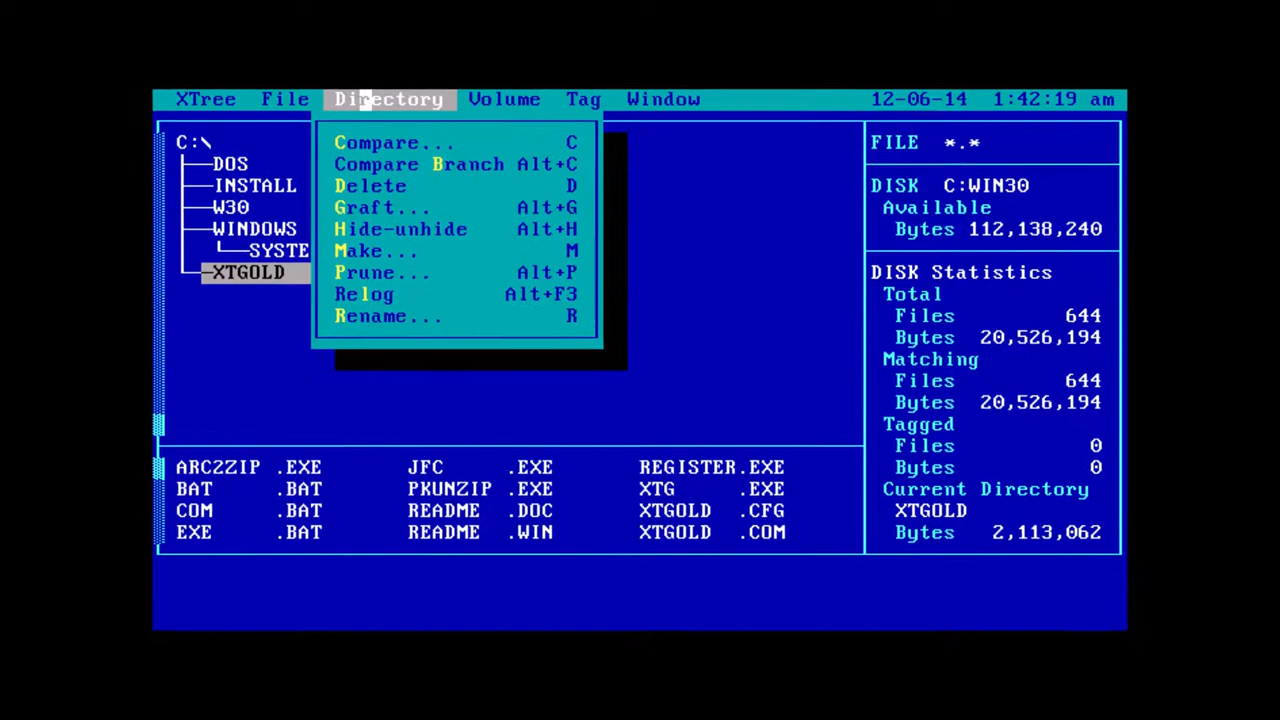 XTree File Directory Volume Tag Window 12-06-14 1:42:19 am
C:\
DOS
INSTALL
W30
WINDOWS
SYSTE
XTGOLD
Compare... C
Compare Branch Alt+C
Delete D
Graft... Alt+G
Hide-unhide Alt+H
Make... M
Prune... Alt+P
Relog Alt+F3
Rename... R
FILE *.*
DISK C:WIN30
Available
Bytes 112,138,240
DISK Statistics
Total
Files 644
Bytes 20,526,194
Matching
Files 644
Bytes 20,526,194
Tagged
Files 0
Bytes 0
Current Directory
XTGOLD
Bytes 2,113,062
ARC2ZIP .EXE JFC .EXE REGISTER.EXE
BAT .BAT PKUNZIP .EXE XTG .EXE
COM .BAT README .DOC XTGOLD .CFG
EXE .BAT README .WIN XTGOLD .COM